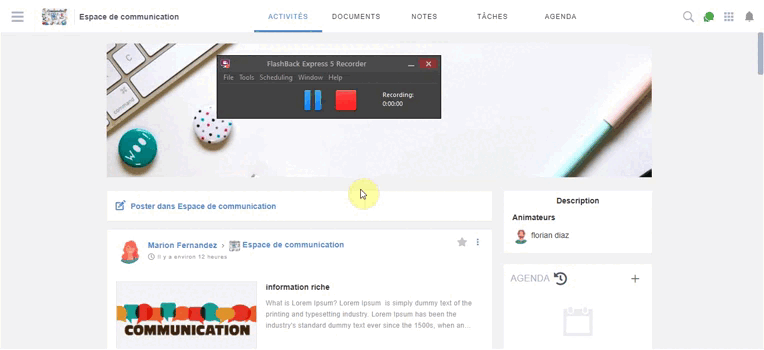 Espace de communication
ACTIVITÉS
DOCUMENTS
NOTES
TÂCHES
AGENDA
FlashBack Express 5 Recorder
File Tools Scheduling Window Help
Recording:
0:00:00
command
WOO
Poster dans Espace de communication
Marion Fernandez › Espace de communication
Il y a environ 12 heures
information riche
What is Lorem Ipsum? Lorem Ipsum is simply dummy text of the
printing and typesetting industry. Lorem Ipsum has been the
industry's standard dummy text ever since the 1500s, when an...
COMMUNICATION
Description
Animateurs
florian diaz
AGENDA